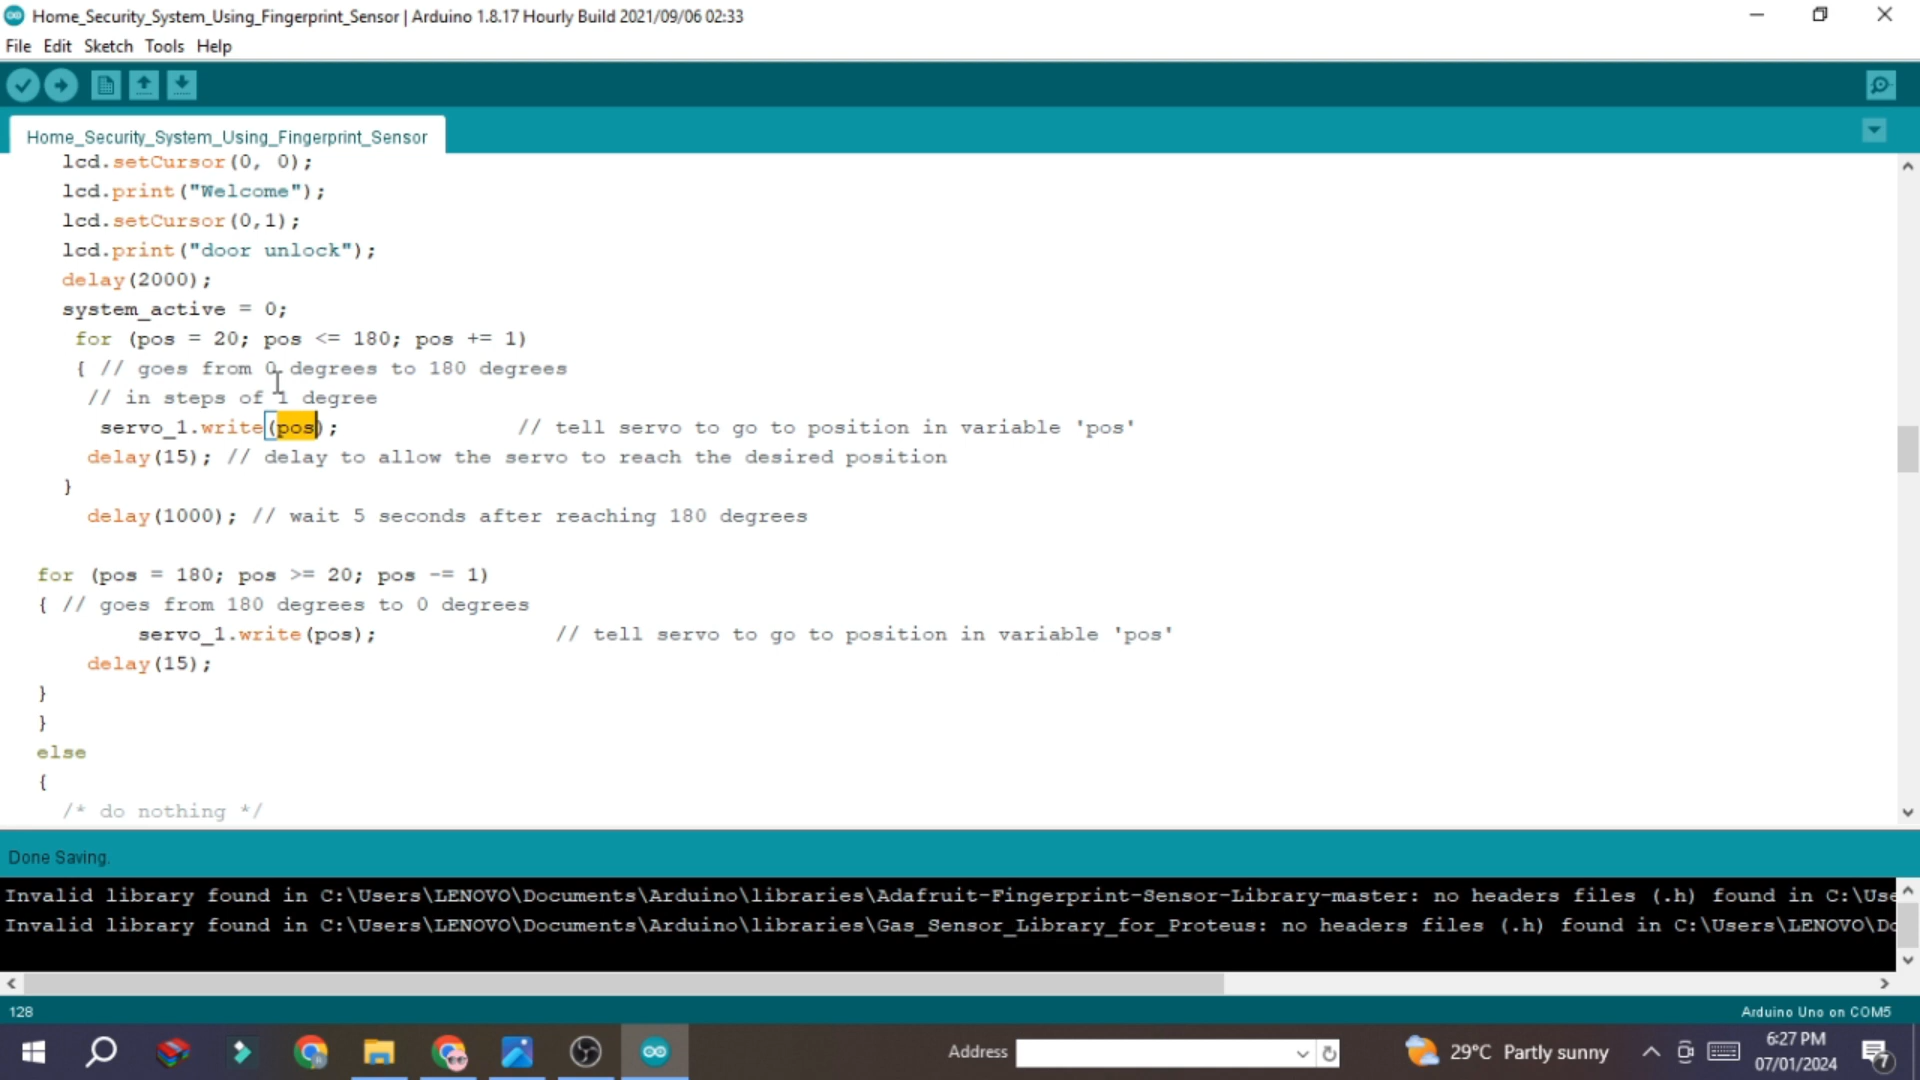 Home_Security_System_Using_Fingerprint_Sensor | Arduino 1.8.17 Hourly Build 2021/09/06 02:33
File Edit Sketch Tools Help
Home_Security_System_Using_Fingerprint_Sensor
lcd.setCursor(0, 0);
lcd.print("Welcome");
lcd.setCursor(0,1);
lcd.print("door unlock");
delay(2000);
system_active = 0;
for (pos = 20; pos <= 180; pos += 1)
{ // goes from 0 degrees to 180 degrees
// in steps of 1 degree
servo_1.write(pos); // tell servo to go to position in variable 'pos'
delay(15); // delay to allow the servo to reach the desired position
}
delay(1000); // wait 5 seconds after reaching 180 degrees
for (pos = 180; pos >= 20; pos -= 1)
{ // goes from 180 degrees to 0 degrees
servo_1.write(pos); // tell servo to go to position in variable 'pos'
delay(15);
}
}
else
{
/* do nothing */
Done Saving.
Invalid library found in C:\Users\LENOVO\Documents\Arduino\libraries\Adafruit-Fingerprint-Sensor-Library-master: no headers files (.h) found in C:\Use
Invalid library found in C:\Users\LENOVO\Documents\Arduino\libraries\Gas_Sensor_Library_for_Proteus: no headers files (.h) found in C:\Users\LENOVO\Do
128
Arduino Uno on COM5
Address
29°C Partly sunny
6:27 PM
07/01/2024
7